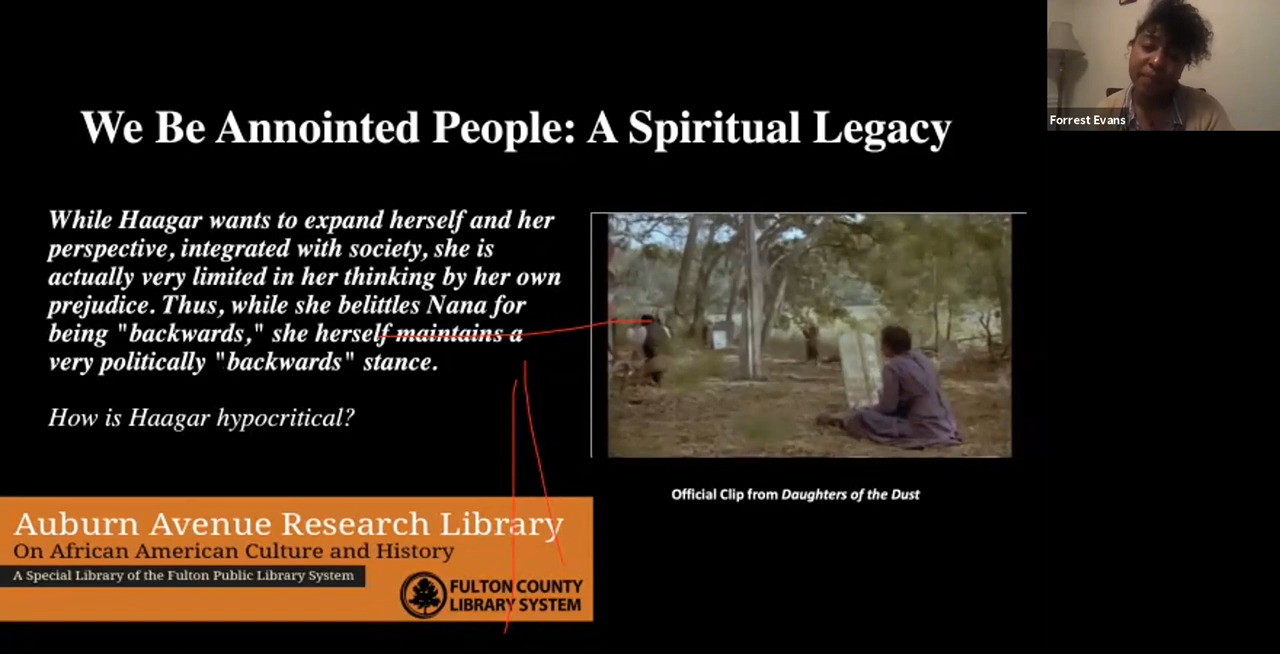 We Be Annointed People: A Spiritual Legacy
Forrest Evans
While Haagar wants to expand herself and her
perspective, integrated with society, she is
actually very limited in her thinking by her own
prejudice. Thus, while she belittles Nana for
being "backwards," she herself maintains a
very politically "backwards" stance.
How is Haagar hypocritical?
Official Clip from Daughters of the Dust
Auburn Avenue Research Library
On African American Culture and History
A Special Library of the Fulton Public Library System
FULTON COUNTY
LIBRARY SYSTEM